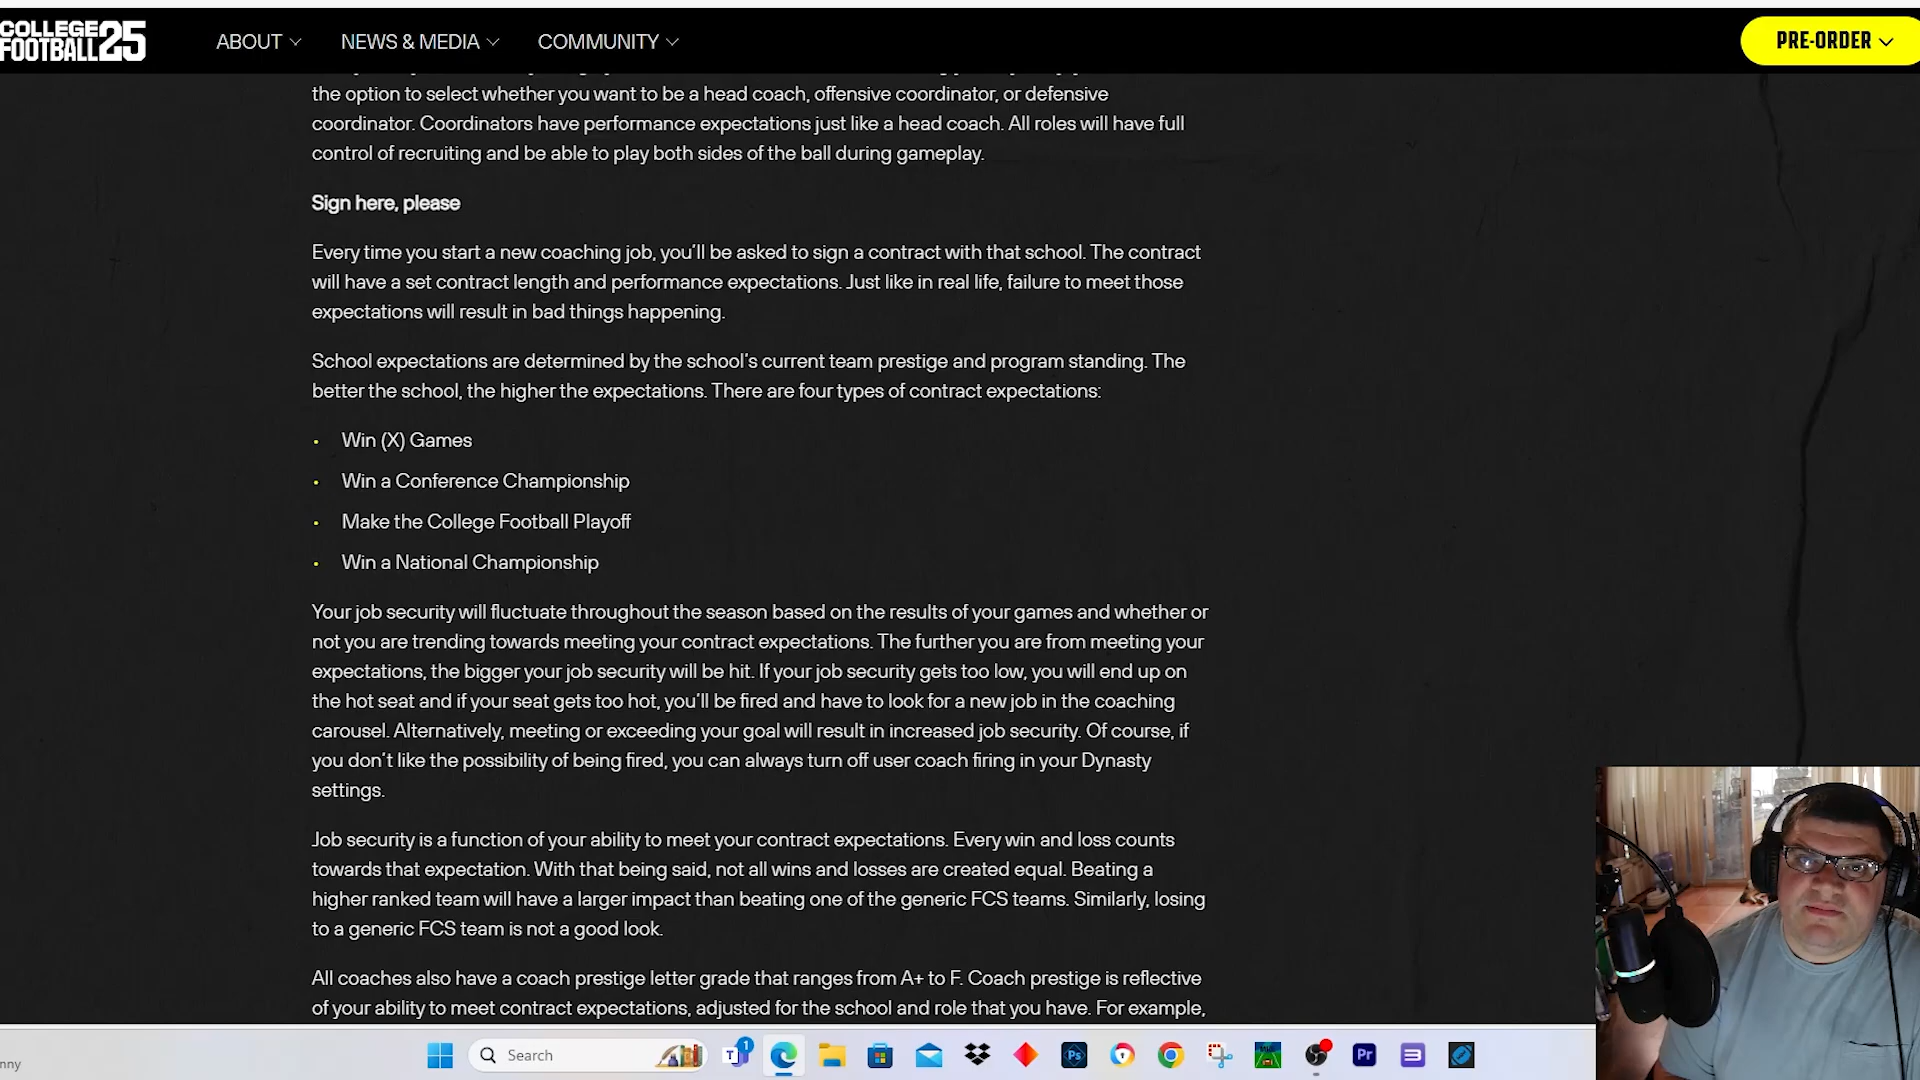 COLLEGE
FOOTBALL 25
ABOUT
NEWS & MEDIA
COMMUNITY
PRE-ORDER
the option to select whether you want to be a head coach, offensive coordinator, or defensive
coordinator. Coordinators have performance expectations just like a head coach. All roles will have full
control of recruiting and be able to play both sides of the ball during gameplay.
Sign here, please
Every time you start a new coaching job, you'll be asked to sign a contract with that school. The contract
will have a set contract length and performance expectations. Just like in real life, failure to meet those
expectations will result in bad things happening.
School expectations are determined by the school's current team prestige and program standing. The
better the school, the higher the expectations. There are four types of contract expectations:
• Win (X) Games
• Win a Conference Championship
• Make the College Football Playoff
• Win a National Championship
Your job security will fluctuate throughout the season based on the results of your games and whether or
not you are trending towards meeting your contract expectations. The further you are from meeting your
expectations, the bigger your job security will be hit. If your job security gets too low, you will end up on
the hot seat and if your seat gets too hot, you'll be fired and have to look for a new job in the coaching
carousel. Alternatively, meeting or exceeding your goal will result in increased job security. Of course, if
you don't like the possibility of being fired, you can always turn off user coach firing in your Dynasty
settings.
Job security is a function of your ability to meet your contract expectations. Every win and loss counts
towards that expectation. With that being said, not all wins and losses are created equal. Beating a
higher ranked team will have a larger impact than beating one of the generic FCS teams. Similarly, losing
to a generic FCS team is not a good look.
All coaches also have a coach prestige letter grade that ranges from A+ to F. Coach prestige is reflective
of your ability to meet contract expectations, adjusted for the school and role that you have. For example,
nny
Search
T
1
Ps
Pr